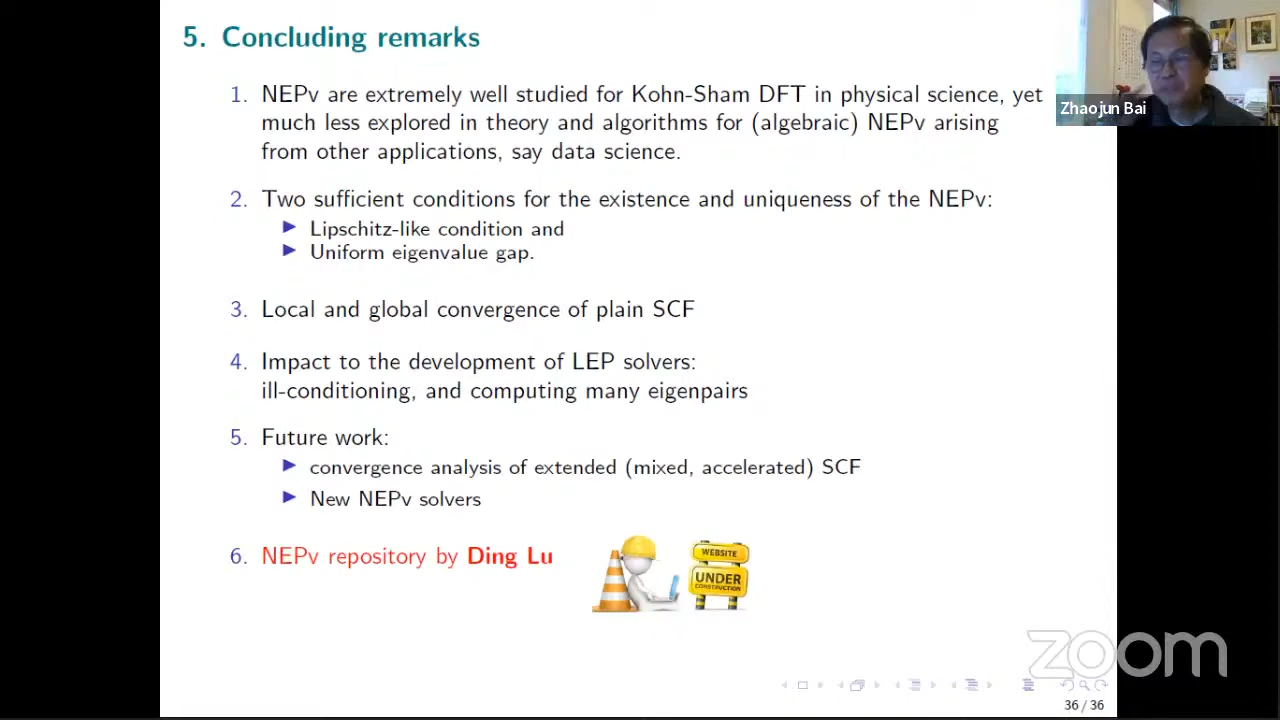 5. Concluding remarks
1. NEPv are extremely well studied for Kohn-Sham DFT in physical science, yet
much less explored in theory and algorithms for (algebraic) NEPv arising
from other applications, say data science.
2. Two sufficient conditions for the existence and uniqueness of the NEPv:
▶ Lipschitz-like condition and
▶ Uniform eigenvalue gap.
3. Local and global convergence of plain SCF
4. Impact to the development of LEP solvers:
ill-conditioning, and computing many eigenpairs
5. Future work:
▶ convergence analysis of extended (mixed, accelerated) SCF
▶ New NEPv solvers
6. NEPv repository by Ding Lu
WEBSITE
UNDER
CONSTRUCTION
Zhaojun Bai
zoom
36 / 36